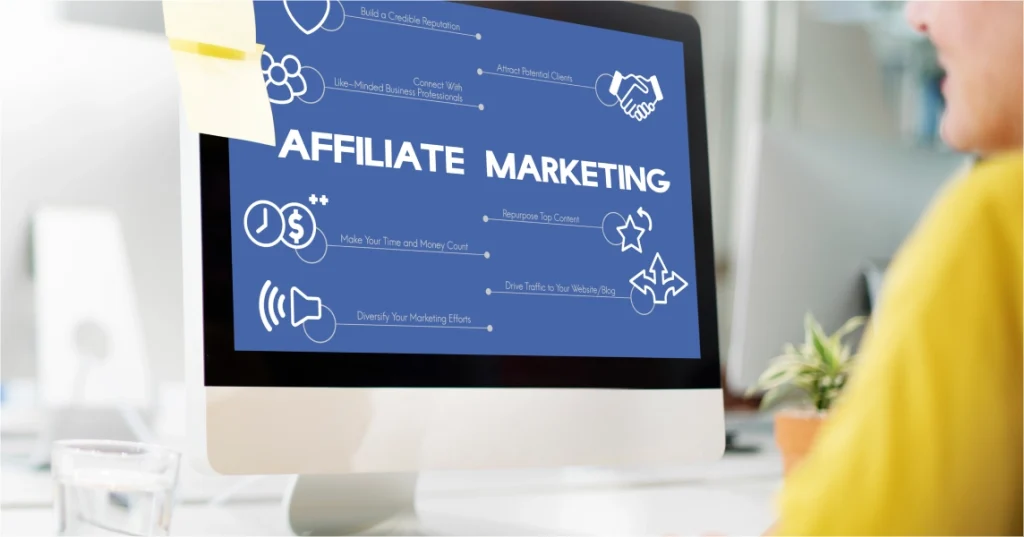 Build a Credible Reputation
Attract Potential Clients
Connect With
Like-Minded Business Professionals
AFFILIATE MARKETING
Repurpose Top Content
Make Your Time and Money Count
Drive Traffic to Your Website/Blog
Diversify Your Marketing Efforts